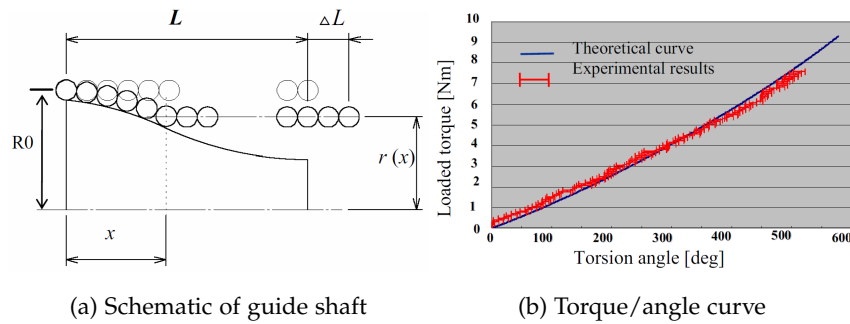 L
△L
R0
r (x)
x
(a) Schematic of guide shaft
10
9
8
7
6
5
4
3
2
1
0
Loaded torque [Nm]
Theoretical curve
Experimental results
0 100 200 300 400 500 600
Torsion angle [deg]
(b) Torque/angle curve